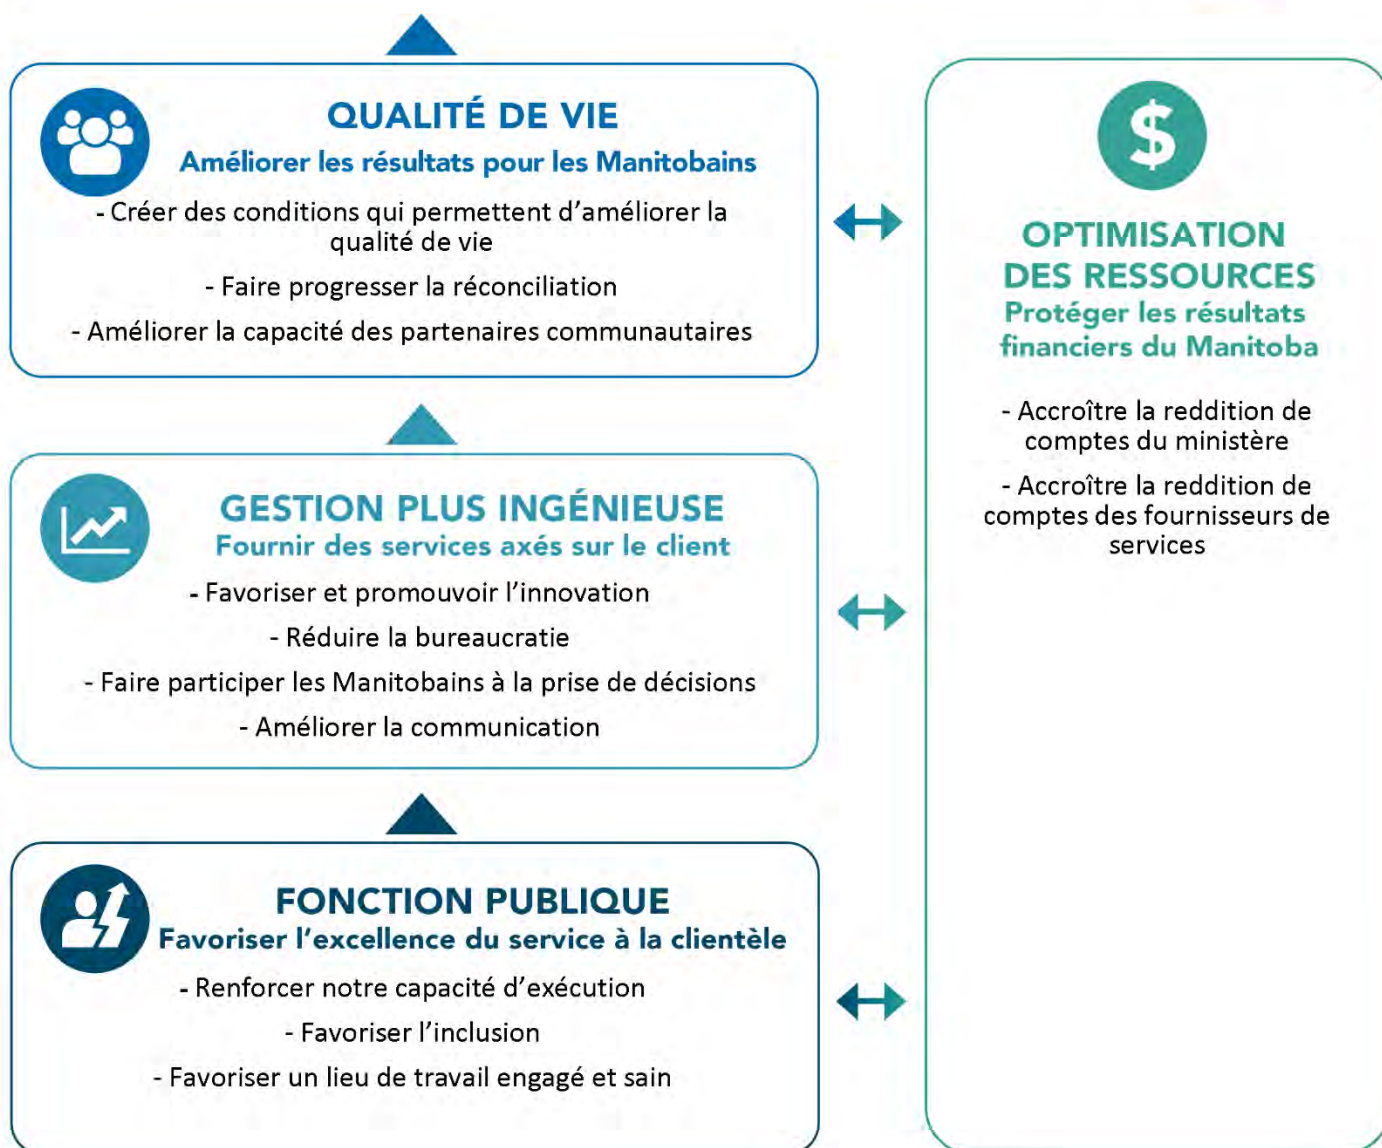 QUALITÉ DE VIE
Améliorer les résultats pour les Manitobains
- Créer des conditions qui permettent d’améliorer la
qualité de vie
- Faire progresser la réconciliation
- Améliorer la capacité des partenaires communautaires
GESTION PLUS INGÉNIEUSE
Fournir des services axés sur le client
- Favoriser et promouvoir l’innovation
- Réduire la bureaucratie
- Faire participer les Manitobains à la prise de décisions
- Améliorer la communication
FONCTION PUBLIQUE
Favoriser l’excellence du service à la clientèle
- Renforcer notre capacité d’exécution
- Favoriser l’inclusion
- Favoriser un lieu de travail engagé et sain
$
OPTIMISATION
DES RESSOURCES
Protéger les résultats
financiers du Manitoba
- Accroître la reddition de
comptes du ministère
- Accroître la reddition de
comptes des fournisseurs de
services